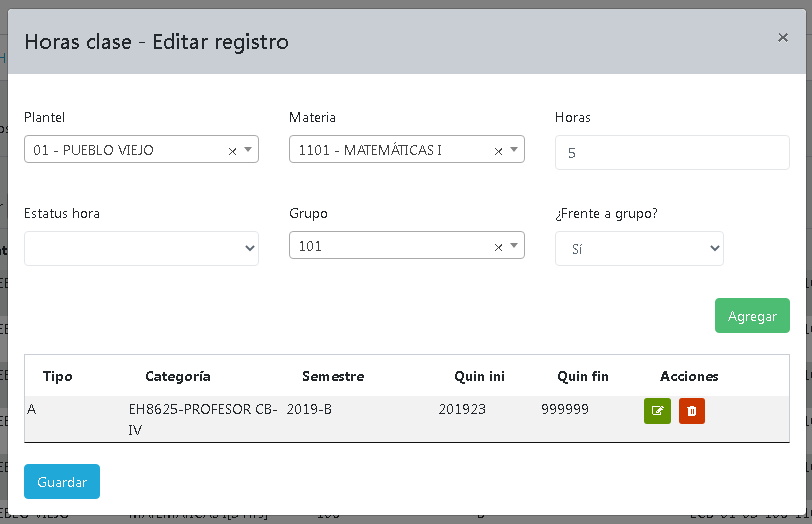 Horas clase - Editar registro ×
Plantel Materia Horas
01 - PUEBLO VIEJO × 1101 - MATEMÁTICAS I × 5
Estatus hora Grupo ¿Frente a grupo?
101 × Sí
Agregar
Tipo Categoría Semestre Quin ini Quin fin Acciones
A EH8625-PROFESOR CB- 2019-B 201923 999999
IV
Guardar